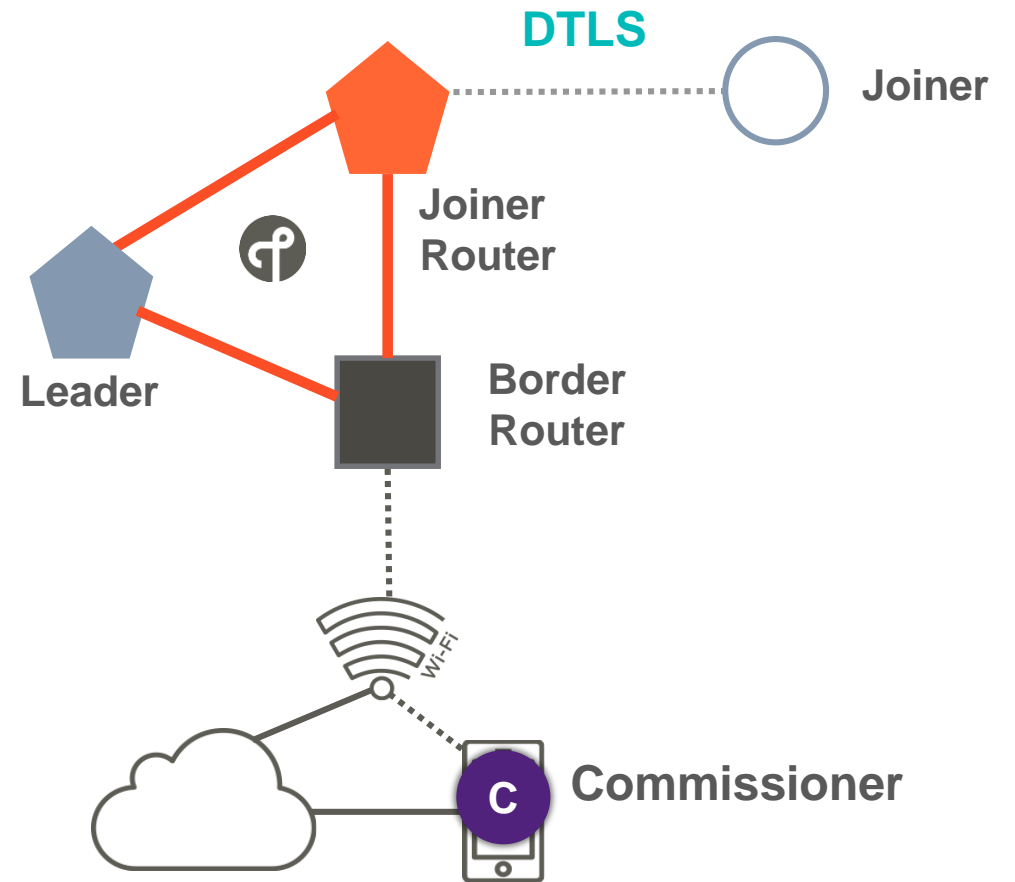 DTLS
Joiner
Joiner
Router
Leader
Border
Router
Wi-Fi
C
Commissioner